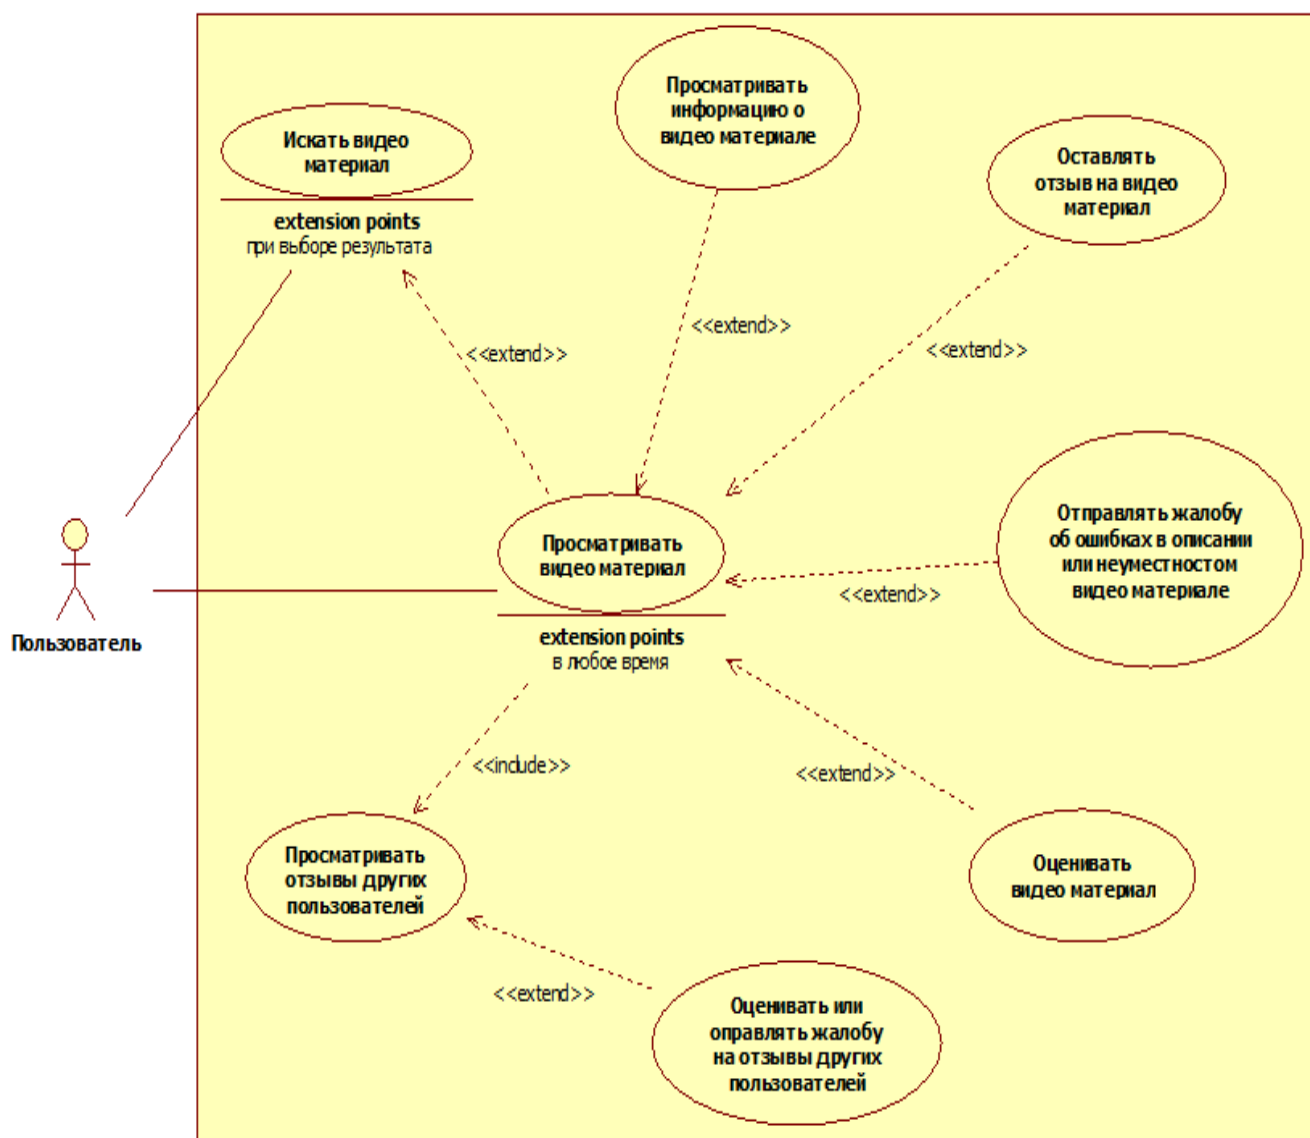 Просматривать
информацию о
видео материале
Искать видео
материал
extension points
при выборе результата
Оставлять
отзыв на видео
материал
<<extend>>
<<extend>>
<<extend>>
Просматривать
видео материал
extension points
в любое время
Отправлять жалобу
об ошибках в описании
или неуместностом
видео материале
<<extend>>
Пользователь
<<include>>
<<extend>>
Просматривать
отзывы других
пользователей
Оценивать
видео материал
<<extend>>
Оценивать или
оправлять жалобу
на отзывы других
пользователей